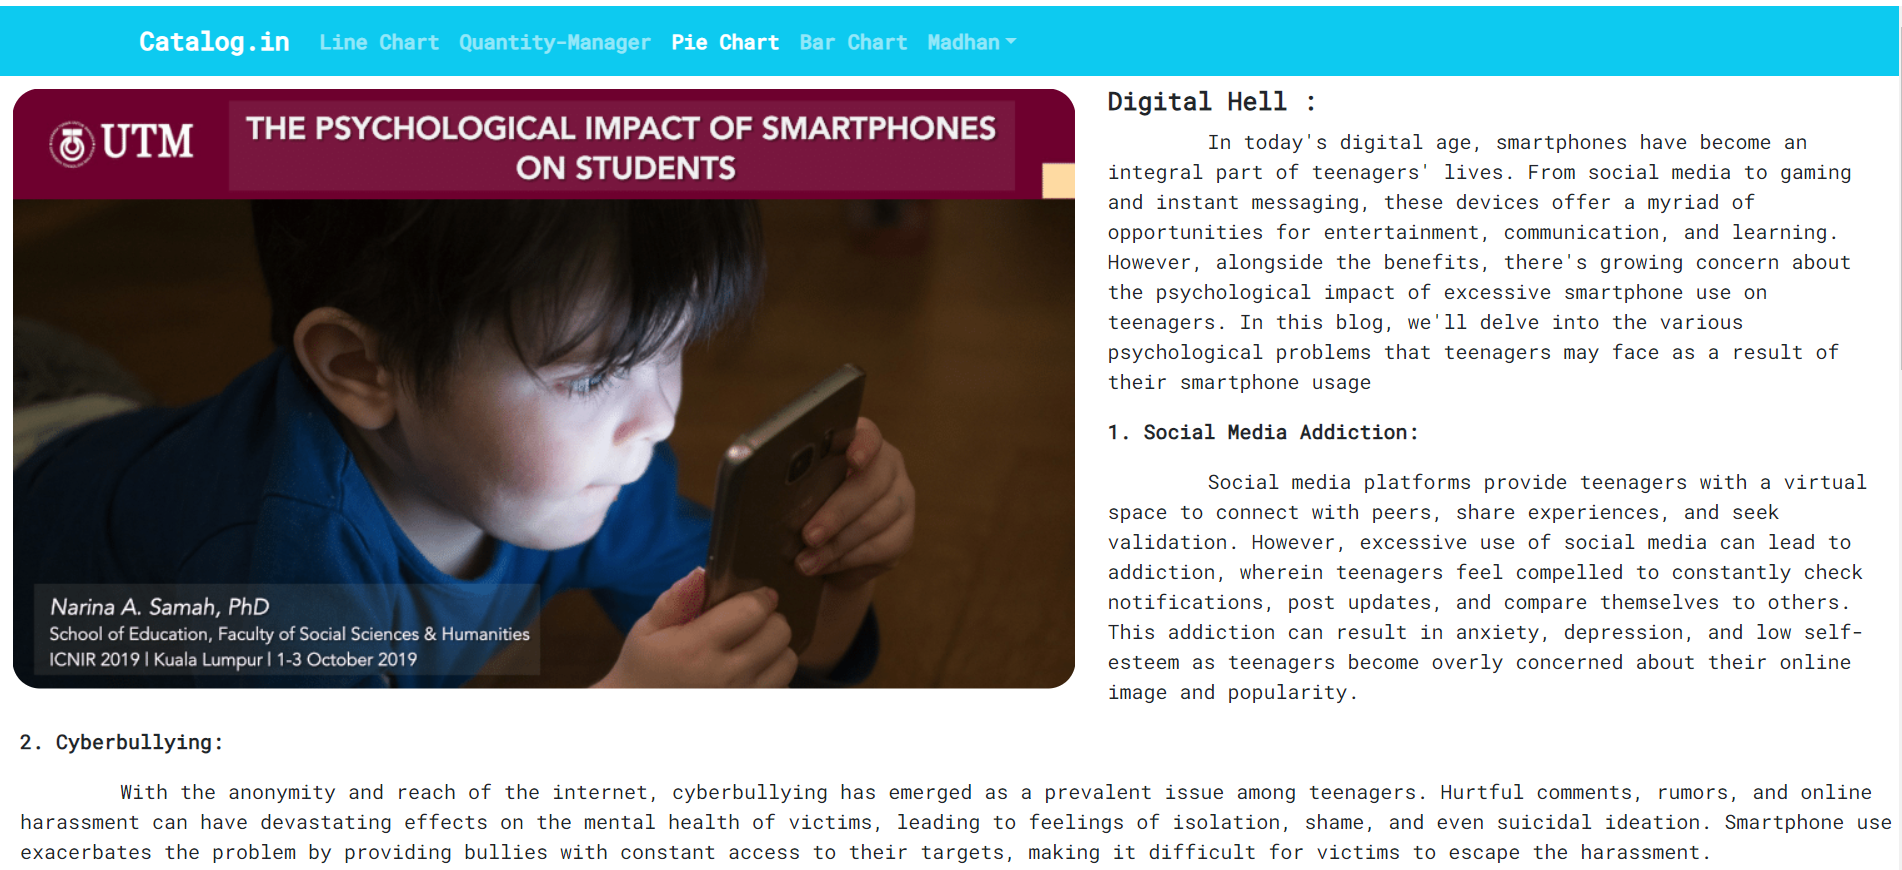 Catalog.in Line Chart Quantity-Manager Pie Chart Bar Chart Madhan
UTM
THE PSYCHOLOGICAL IMPACT OF SMARTPHONES
ON STUDENTS
Narina A. Samah, PhD
School of Education, Faculty of Social Sciences & Humanities
ICNIR 2019 | Kuala Lumpur | 1-3 October 2019
Digital Hell :
In today's digital age, smartphones have become an
integral part of teenagers' lives. From social media to gaming
and instant messaging, these devices offer a myriad of
opportunities for entertainment, communication, and learning.
However, alongside the benefits, there's growing concern about
the psychological impact of excessive smartphone use on
teenagers. In this blog, we'll delve into the various
psychological problems that teenagers may face as a result of
their smartphone usage
1. Social Media Addiction:
Social media platforms provide teenagers with a virtual
space to connect with peers, share experiences, and seek
validation. However, excessive use of social media can lead to
addiction, wherein teenagers feel compelled to constantly check
notifications, post updates, and compare themselves to others.
This addiction can result in anxiety, depression, and low self-
esteem as teenagers become overly concerned about their online
image and popularity.
2. Cyberbullying:
With the anonymity and reach of the internet, cyberbullying has emerged as a prevalent issue among teenagers. Hurtful comments, rumors, and online
harassment can have devastating effects on the mental health of victims, leading to feelings of isolation, shame, and even suicidal ideation. Smartphone use
exacerbates the problem by providing bullies with constant access to their targets, making it difficult for victims to escape the harassment.